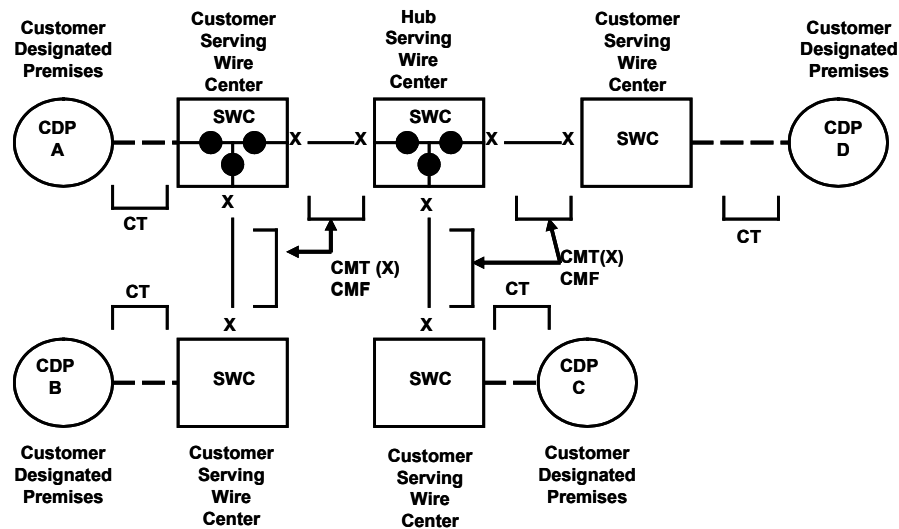 Customer
Designated
Premises
Customer
Serving
Wire
Center
Hub
Serving
Wire
Center
Customer
Serving
Wire
Center
Customer
Designated
Premises
CDP
A
SWC
X
X
SWC
X
X
SWC
CDP
D
CT
X
X
CT
CMT (X)
CMF
CMT(X)
CMF
CT
CT
X
X
CDP
B
SWC
SWC
CDP
C
Customer
Designated
Premises
Customer
Serving
Wire
Center
Customer
Serving
Wire
Center
Customer
Designated
Premises